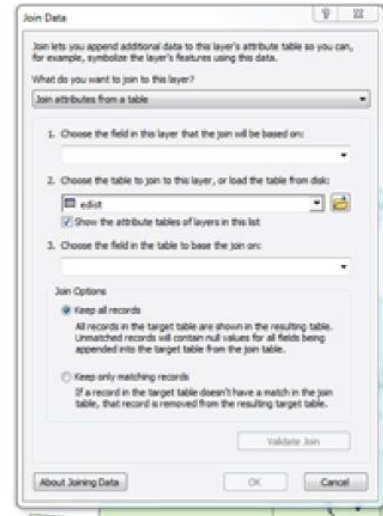 Join Data
Join lets you append additional data to this layer's attribute table so you can,
for example, symbolize the layer's features using this data.
What do you want to join to this layer?
Join attributes from a table
1. Choose the field in this layer that the join will be based on:
2. Choose the table to join to this layer, or load the table from disk:
edist
Show the attribute tables of layers in this list
3. Choose the field in the table to base the join on:
Join Options
Keep all records
All records in the target table are shown in the resulting table.
Unmatched records will contain null values for all fields being
appended into the target table from the join table.
Keep only matching records
If a record in the target table doesn't have a match in the join
table, that record is removed from the resulting target table.
Validate Join
About Joining Data
OK
Cancel